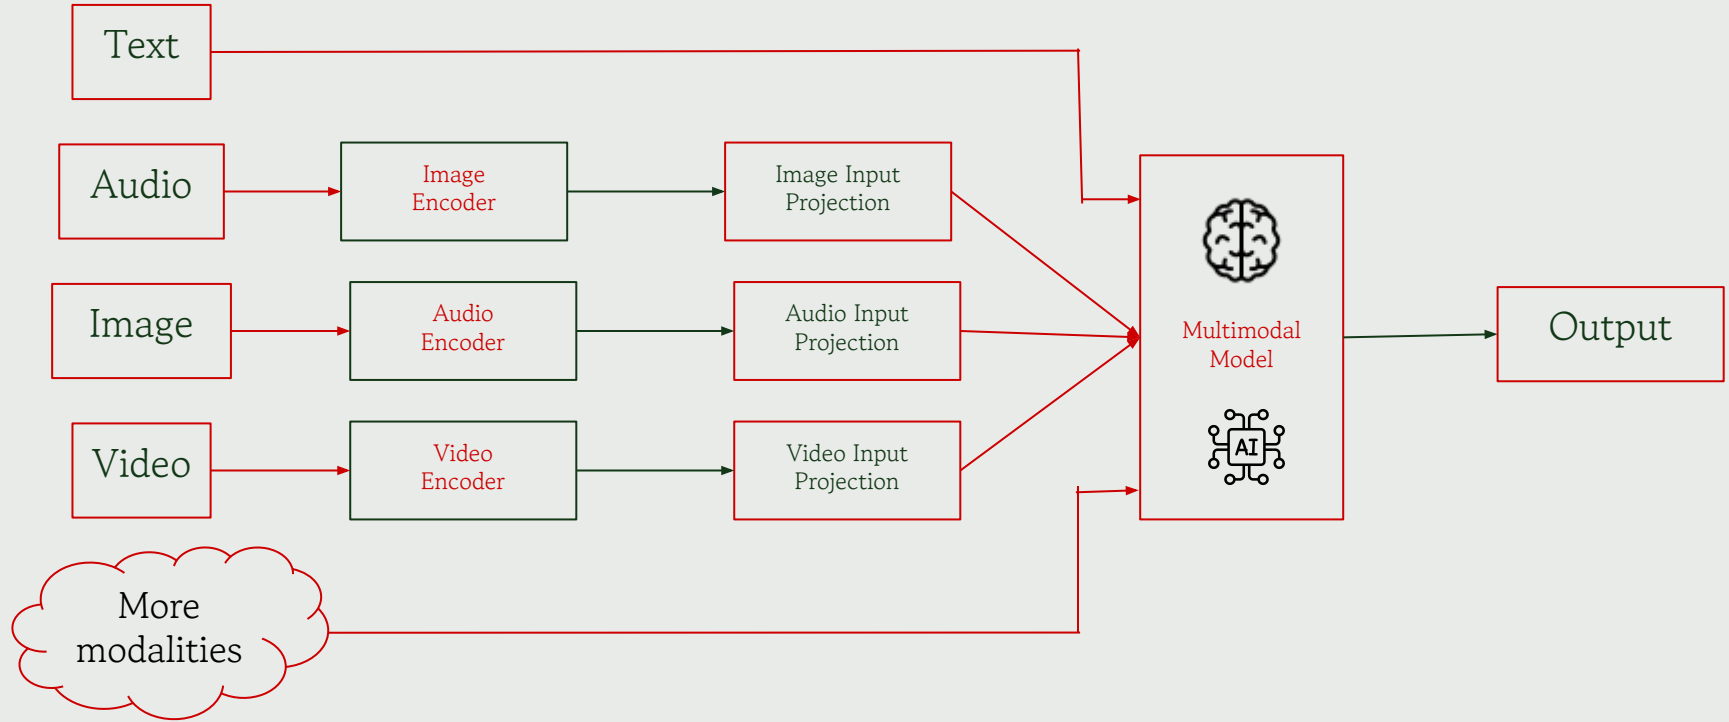 Text
Audio
Image
Encoder
Image Input
Projection
Image
Audio
Encoder
Audio Input
Projection
Video
Video
Encoder
Video Input
Projection
More
modalities
Multimodal
Model
AI
Output